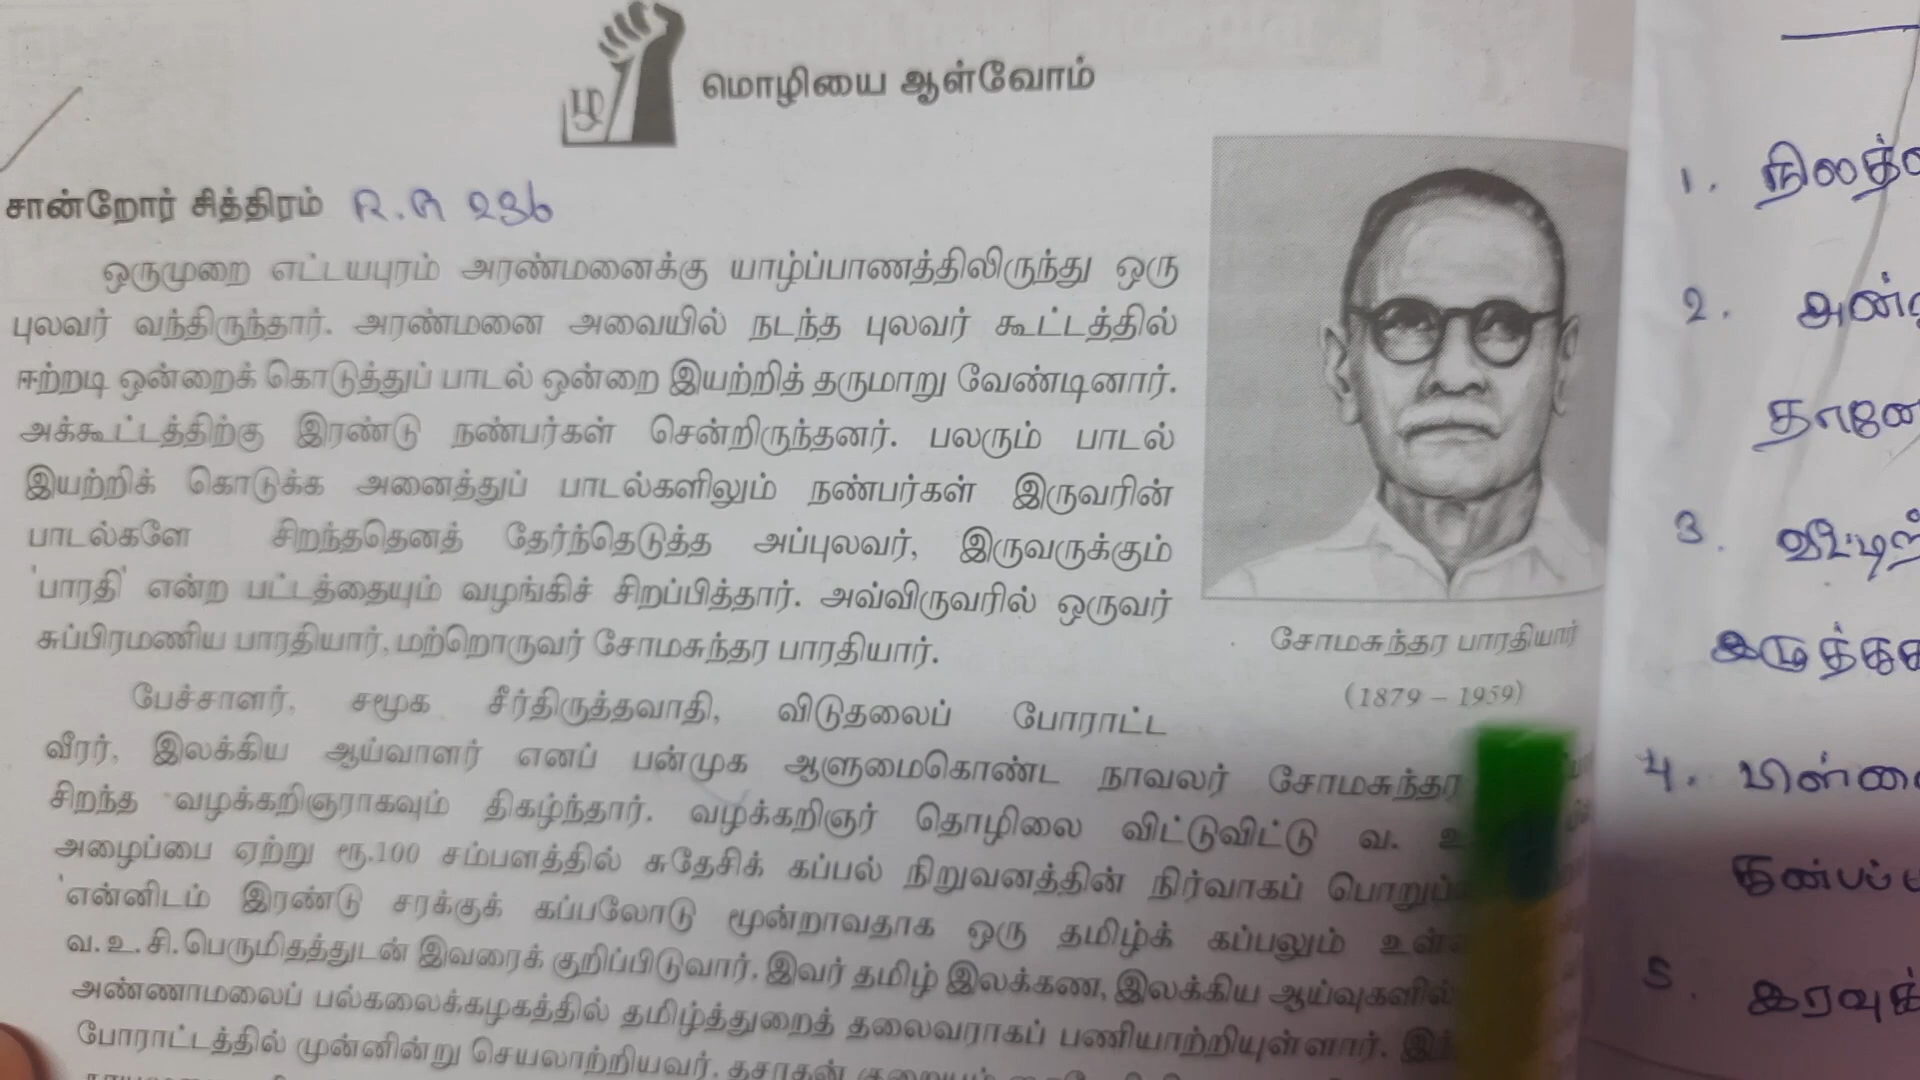 ழ
மொழியை ஆள்வோம்
சான்றோர் சித்திரம் R.A 236
ஒருமுறை எட்டயபுரம் அரண்மனைக்கு யாழ்ப்பாணத்திலிருந்து ஒரு
புலவர் வந்திருந்தார். அரண்மனை அவையில் நடந்த புலவர் கூட்டத்தில்
ஈற்றடி ஒன்றைக் கொடுத்துப் பாடல் ஒன்றை இயற்றித் தருமாறு வேண்டினார்.
அக்கூட்டத்திற்கு இரண்டு நண்பர்கள் சென்றிருந்தனர். பலரும் பாடல்
இயற்றிக் கொடுக்க அனைத்துப் பாடல்களிலும் நண்பர்கள் இருவரின்
பாடல்களே சிறந்ததெனத் தேர்ந்தெடுத்த அப்புலவர், இருவருக்கும்
'பாரதி' என்ற பட்டத்தையும் வழங்கிச் சிறப்பித்தார். அவ்விருவரில் ஒருவர்
சுப்பிரமணிய பாரதியார், மற்றொருவர் சோமசுந்தர பாரதியார்.
சோமசுந்தர பாரதியார்
(1879 – 1959)
பேச்சாளர், சமூக சீர்திருத்தவாதி, விடுதலைப் போராட்ட
வீரர், இலக்கிய ஆய்வாளர் எனப் பன்முக ஆளுமைகொண்ட நாவலர் சோமசுந்தர
சிறந்த வழக்கறிஞராகவும் திகழ்ந்தார். வழக்கறிஞர் தொழிலை விட்டுவிட்டு வ. உ.
அழைப்பை ஏற்று ரூ.100 சம்பளத்தில் சுதேசிக் கப்பல் நிறுவனத்தின் நிர்வாகப்
'என்னிடம் இரண்டு சரக்குக் கப்பலோடு மூன்றாவதாக ஒரு தமிழ்க் கப்பலும்
வ.உ.சி.பெருமிதத்துடன் இவரைக் குறிப்பிடுவார். இவர் தமிழ் இலக்கண, இலக்கிய ஆய்வுகளில்
அண்ணாமலைப் பல்கலைக்கழகத்தில் தமிழ்த்துறைத் தலைவராகப் பணியாற்றியுள்ளார்.
போராட்டத்தில் முன்னின்று செயலாற்றியவர். தசரதன் குறையும்
1.
2.
3.
4.
5.